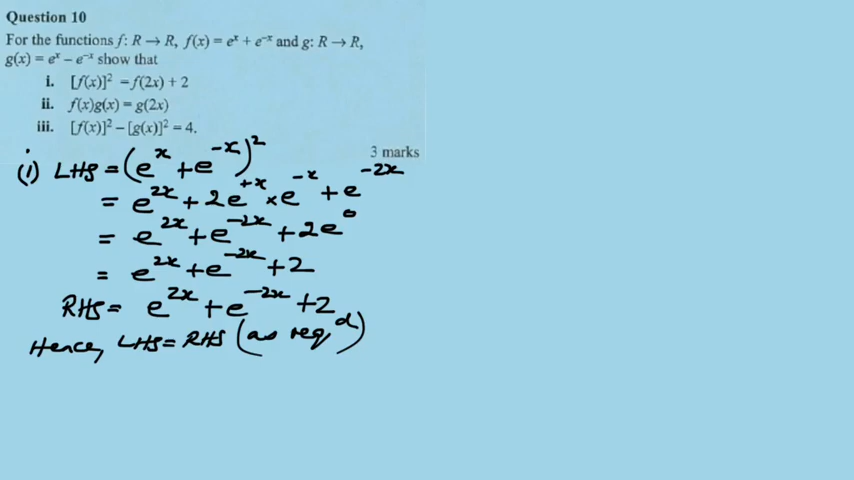 Question 10
For the functions f: R → R, f(x) = eˣ + e⁻ˣ and g: R → R,
g(x) = eˣ − e⁻ˣ show that
i. [f(x)]² = f(2x) + 2
ii. f(x)g(x) = g(2x)
iii. [f(x)]² − [g(x)]² = 4.
3 marks
(i) LHS = (eˣ + e⁻ˣ)²
= e²ˣ + 2e⁺ˣ × e⁻ˣ + e⁻²ˣ
= e²ˣ + e⁻²ˣ + 2e⁰
= e²ˣ + e⁻²ˣ + 2
RHS = e²ˣ + e⁻²ˣ + 2
Hence, LHS = RHS (as reqᵈ)